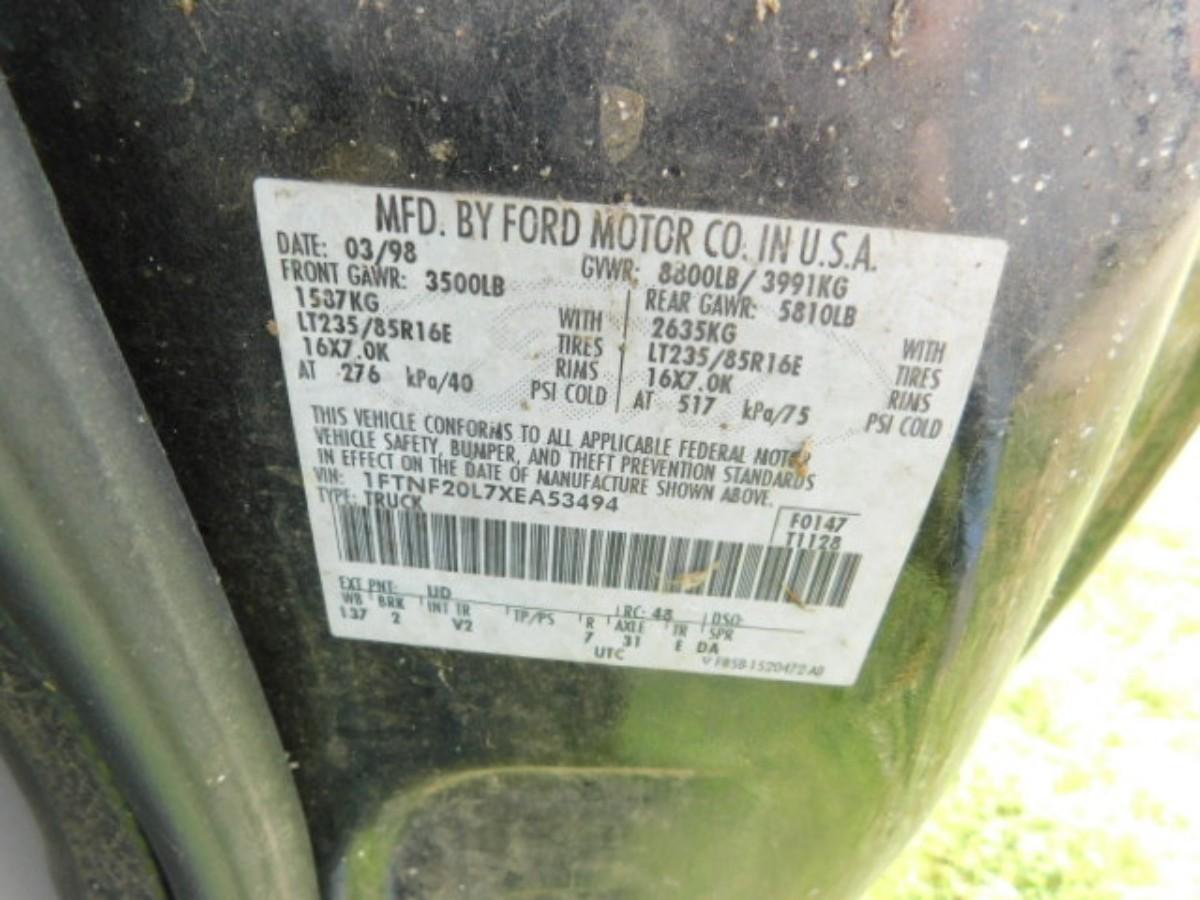 MFD. BY FORD MOTOR CO. IN U.S.A.
DATE: 03/98 GVWR: 8800LB/ 3991KG
FRONT GAWR: 3500LB REAR GAWR: 5810LB
1587KG WITH 2635KG WITH
LT235/85R16E TIRES LT235/85R16E TIRES
16X7.0K RIMS 16X7.0K RIMS
AT 276 kPa/40 PSI COLD AT 517 kPa/75 PSI COLD
THIS VEHICLE CONFORMS TO ALL APPLICABLE FEDERAL MOTOR
VEHICLE SAFETY, BUMPER, AND THEFT PREVENTION STANDARDS
IN EFFECT ON THE DATE OF MANUFACTURE SHOWN ABOVE.
VIN: 1FTNF20L7XEA53494
TYPE: TRUCK
F0147
T1128
EXT PNT: UD RC: 48 DSO:
WB BRK INT TR TP/PS R AXLE TR SPR
137 2 V2 7 31 E DA
UTC